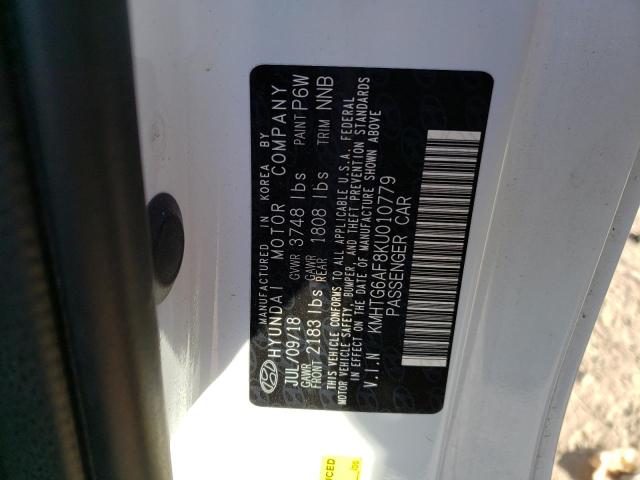 MANUFACTURED IN KOREA BY
HYUNDAI MOTOR COMPANY
JUL/09/18 GVWR 3748 lbs PAINT P6W
GAWR FRONT 2183 lbs GAWR REAR 1808 lbs TRIM NNB
THIS VEHICLE CONFORMS TO ALL APPLICABLE U.S.A. FEDERAL
MOTOR VEHICLE SAFETY, BUMPER, AND THEFT PREVENTION STANDARDS
IN EFFECT ON THE DATE OF MANUFACTURE SHOWN ABOVE
V.I.N KMHTG6AF8KU010779
PASSENGER CAR